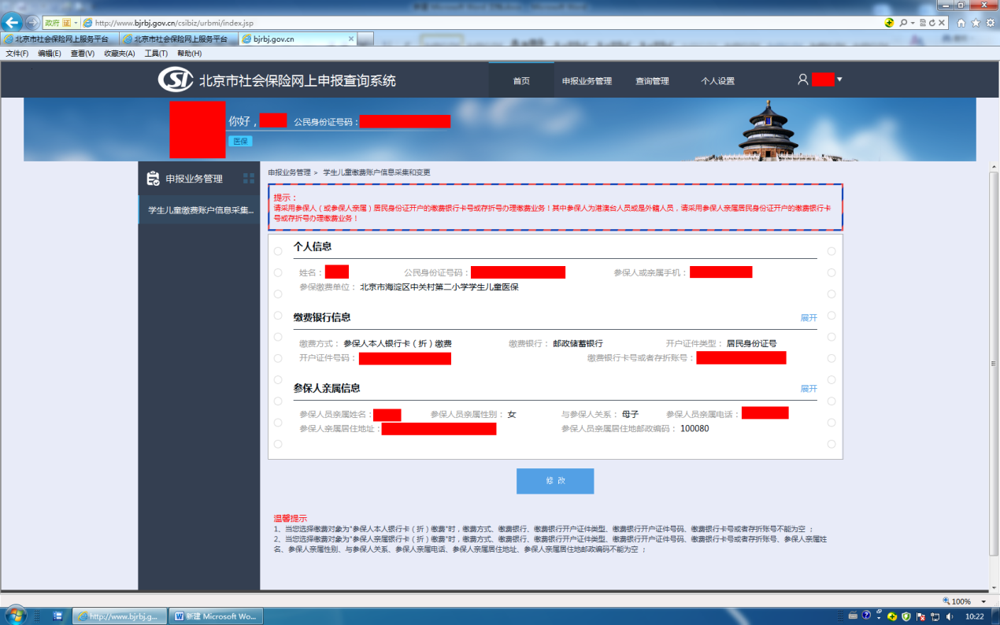 政府
http://www.bjrbj.gov.cn/csibiz/urbmi/index.jsp
北京市社会保险网上服务平台
北京市社会保险网上服务平台
bjrbj.gov.cn
文件(F) 编辑(E) 查看(V) 收藏夹(A) 工具(T) 帮助(H)
CSI 北京市社会保险网上申报查询系统
首页 申报业务管理 查询管理 个人设置
你好， 公民身份证号码：
医保
申报业务管理
学生儿童缴费账户信息采集...
申报业务管理 > 学生儿童缴费账户信息采集和变更
提示：
请采用参保人（或参保人亲属）居民身份证开户的缴费银行卡号或存折号办理缴费业务！其中参保人为港澳台人员或是外籍人员，请采用参保人亲属居民身份证开户的缴费银行卡
号或存折号办理缴费业务！
个人信息
姓名： 公民身份证号码： 参保人或亲属手机：
参保缴费单位： 北京市海淀区中关村第二小学学生儿童医保
缴费银行信息 展开
缴费方式： 参保人本人银行卡（折）缴费 缴费银行： 邮政储蓄银行 开户证件类型： 居民身份证号
开户证件号码： 缴费银行卡号或者存折账号：
参保人亲属信息 展开
参保人员亲属姓名： 参保人员亲属性别： 女 与参保人关系： 母子 参保人员亲属电话：
参保人亲属居住地址： 参保人员亲属居住地邮政编码： 100080
修 改
温馨提示
1、当您选择缴费对象为"参保人本人银行卡（折）缴费"时，缴费方式、缴费银行、缴费银行开户证件类型、缴费银行开户证件号码、缴费银行卡号或者存折账号不能为空 ；
2、当您选择缴费对象为"参保人亲属银行卡（折）缴费"时，缴费方式、缴费银行、缴费银行开户证件类型、缴费银行开户证件号码、缴费银行卡号或者存折账号、参保人亲属姓
名、参保人亲属性别、与参保人关系、参保人亲属电话、参保人亲属居住地址、参保人亲属居住地邮政编码不能为空 ；
100%
http://www.bjrbj.g...
新建 Microsoft Wo...
10:22